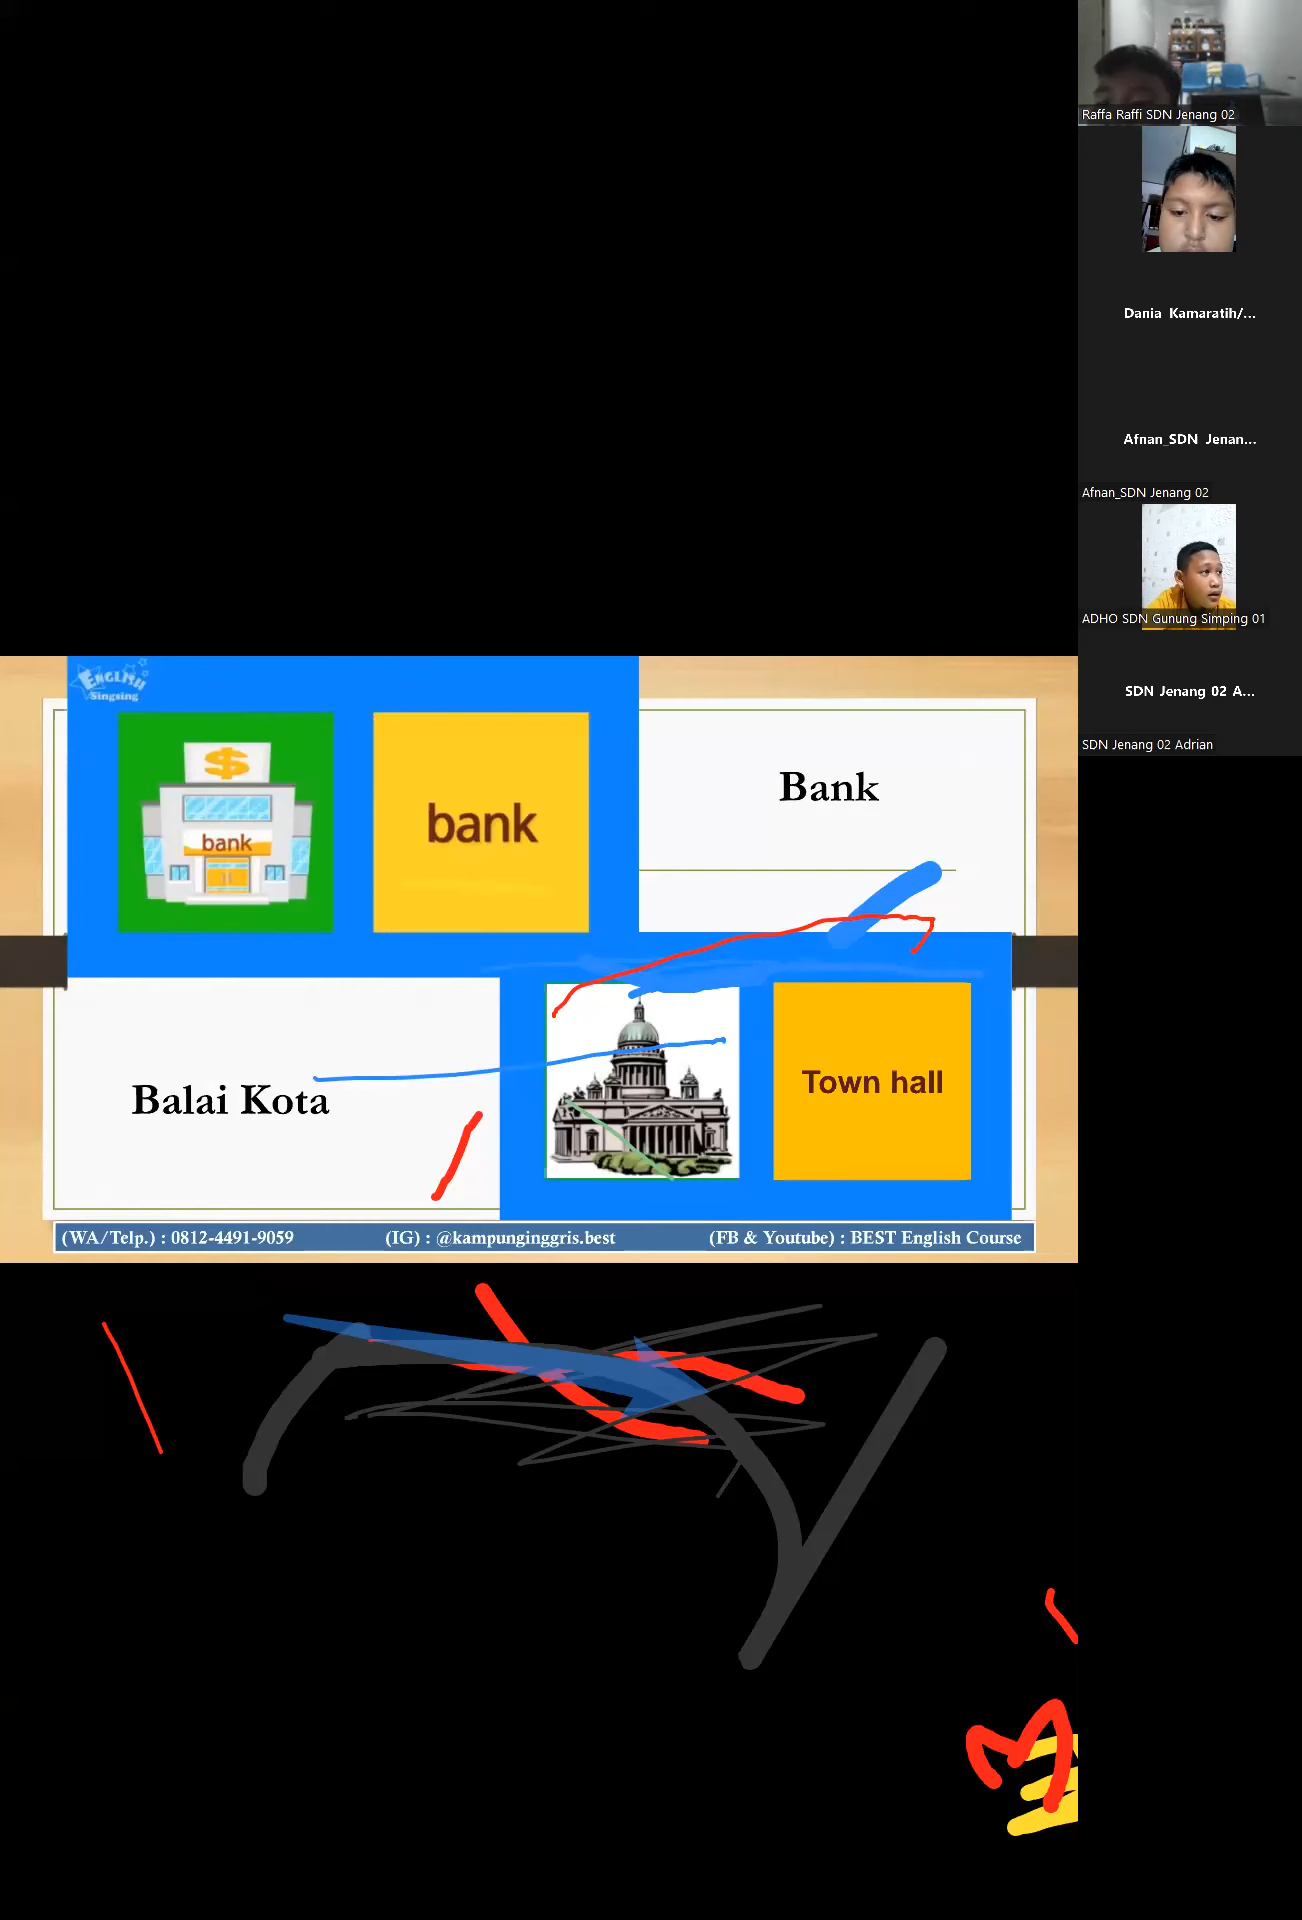 Raffa Raffi SDN Jenang 02
Dania Kamaratih/...
Afnan_SDN Jenan...
Afnan_SDN Jenang 02
ADHO SDN Gunung Simping 01
SDN Jenang 02 A...
SDN Jenang 02 Adrian
ENGLISH
Singsing
bank
bank
Bank
Balai Kota
Town hall
(WA/Telp.) : 0812-4491-9059 (IG) : @kampunginggris.best (FB & Youtube) : BEST English Course